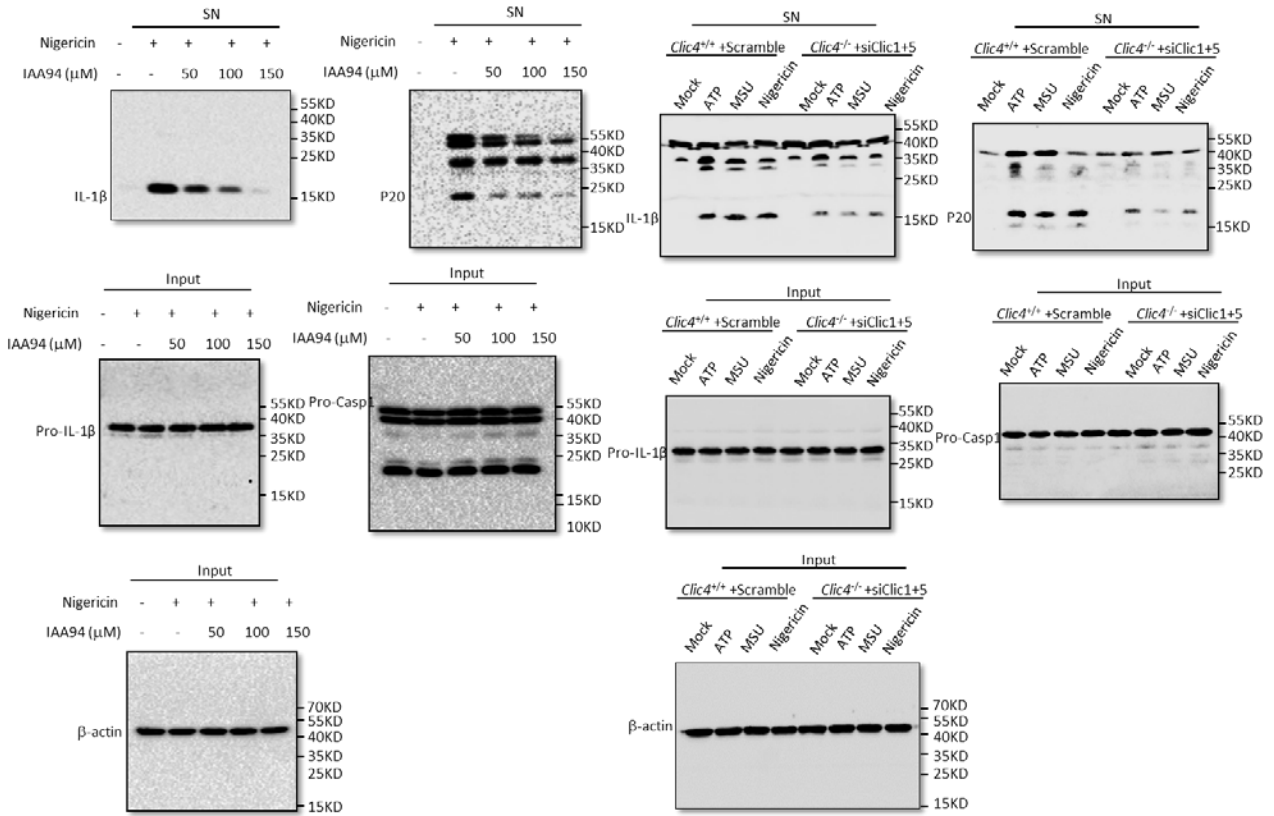 SN
Nigericin - + + + +
IAA94 (μM) - - 50 100 150
55KD
40KD
35KD
25KD
15KD
IL-1β
SN
- + + + +
- - 50 100 150
55KD
40KD
35KD
25KD
15KD
P20
SN
Clic4+/+ +Scramble Clic4-/- +siClic1+5
Mock ATP MSU Nigericin Mock ATP MSU Nigericin
55KD
40KD
35KD
25KD
15KD
IL-1β
SN
Clic4+/+ +Scramble Clic4-/- +siClic1+5
Mock ATP MSU Nigericin Mock ATP MSU Nigericin
55KD
40KD
35KD
25KD
15KD
P20
Input
Nigericin - + + + +
IAA94 (μM) - - 50 100 150
55KD
40KD
35KD
25KD
15KD
Pro-IL-1β
Input
Nigericin - + + + +
IAA94 (μM) - - 50 100 150
Pro-Casp1
55KD
40KD
35KD
25KD
15KD
10KD
Input
Clic4+/+ +Scramble Clic4-/- +siClic1+5
Mock ATP MSU Nigericin Mock ATP MSU Nigericin
55KD
40KD
35KD
25KD
15KD
Pro-IL-1β
Input
Clic4+/+ +Scramble Clic4-/- +siClic1+5
Mock ATP MSU Nigericin Mock ATP MSU Nigericin
Pro-Casp1
55KD
40KD
35KD
25KD
Input
Nigericin - + + + +
IAA94 (μM) - - 50 100 150
70KD
55KD
40KD
35KD
25KD
15KD
β-actin
Input
Clic4+/+ +Scramble Clic4-/- +siClic1+5
Mock ATP MSU Nigericin Mock ATP MSU Nigericin
70KD
55KD
40KD
35KD
25KD
15KD
β-actin